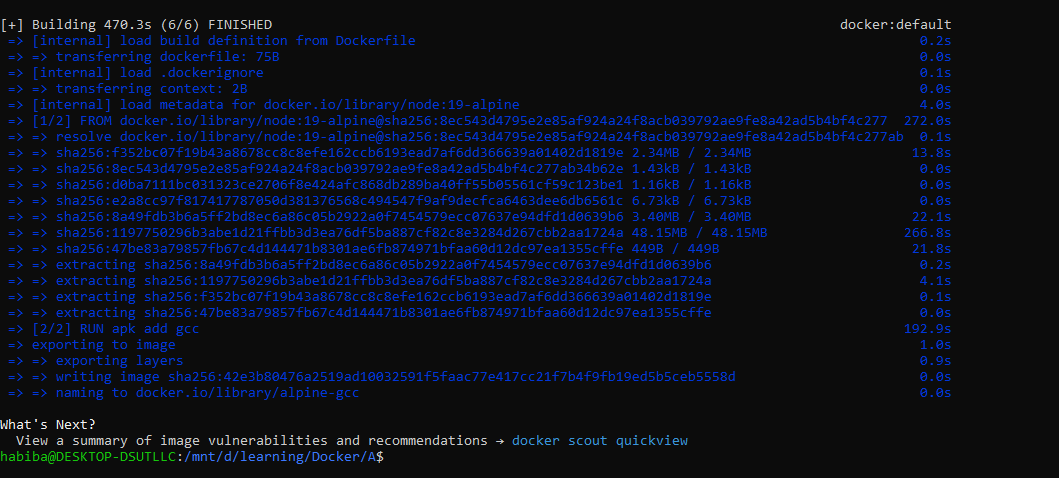 [+] Building 470.3s (6/6) FINISHED docker:default
=> [internal] load build definition from Dockerfile 0.2s
=> => transferring dockerfile: 75B 0.0s
=> [internal] load .dockerignore 0.1s
=> => transferring context: 2B 0.0s
=> [internal] load metadata for docker.io/library/node:19-alpine 4.0s
=> [1/2] FROM docker.io/library/node:19-alpine@sha256:8ec543d4795e2e85af924a24f8acb039792ae9fe8a42ad5b4bf4c277 272.0s
=> => resolve docker.io/library/node:19-alpine@sha256:8ec543d4795e2e85af924a24f8acb039792ae9fe8a42ad5b4bf4c277ab 0.1s
=> => sha256:f352bc07f19b43a8678cc8c8efe162ccb6193ead7af6dd366639a01402d1819e 2.34MB / 2.34MB 13.8s
=> => sha256:8ec543d4795e2e85af924a24f8acb039792ae9fe8a42ad5b4bf4c277ab34b62e 1.43kB / 1.43kB 0.0s
=> => sha256:d0ba7111bc031323ce2706f8e424afc868db289ba40ff55b05561cf59c123be1 1.16kB / 1.16kB 0.0s
=> => sha256:e2a8cc97f817417787050d381376568c494547f9af9decfca6463dee6db6561c 6.73kB / 6.73kB 0.0s
=> => sha256:8a49fdb3b6a5ff2bd8ec6a86c05b2922a0f7454579ecc07637e94dfd1d0639b6 3.40MB / 3.40MB 22.1s
=> => sha256:1197750296b3abe1d21ffbb3d3ea76df5ba887cf82c8e3284d267cbb2aa1724a 48.15MB / 48.15MB 266.8s
=> => sha256:47be83a79857fb67c4d144471b8301ae6fb874971bfaa60d12dc97ea1355cffe 449B / 449B 21.8s
=> => extracting sha256:8a49fdb3b6a5ff2bd8ec6a86c05b2922a0f7454579ecc07637e94dfd1d0639b6 0.2s
=> => extracting sha256:1197750296b3abe1d21ffbb3d3ea76df5ba887cf82c8e3284d267cbb2aa1724a 4.1s
=> => extracting sha256:f352bc07f19b43a8678cc8c8efe162ccb6193ead7af6dd366639a01402d1819e 0.1s
=> => extracting sha256:47be83a79857fb67c4d144471b8301ae6fb874971bfaa60d12dc97ea1355cffe 0.0s
=> [2/2] RUN apk add gcc 192.9s
=> exporting to image 1.0s
=> => exporting layers 0.9s
=> => writing image sha256:42e3b80476a2519ad10032591f5faac77e417cc21f7b4f9fb19ed5b5ceb5558d 0.0s
=> => naming to docker.io/library/alpine-gcc 0.0s
What's Next?
View a summary of image vulnerabilities and recommendations → docker scout quickview
habiba@DESKTOP-DSUTLLC:/mnt/d/learning/Docker/A$